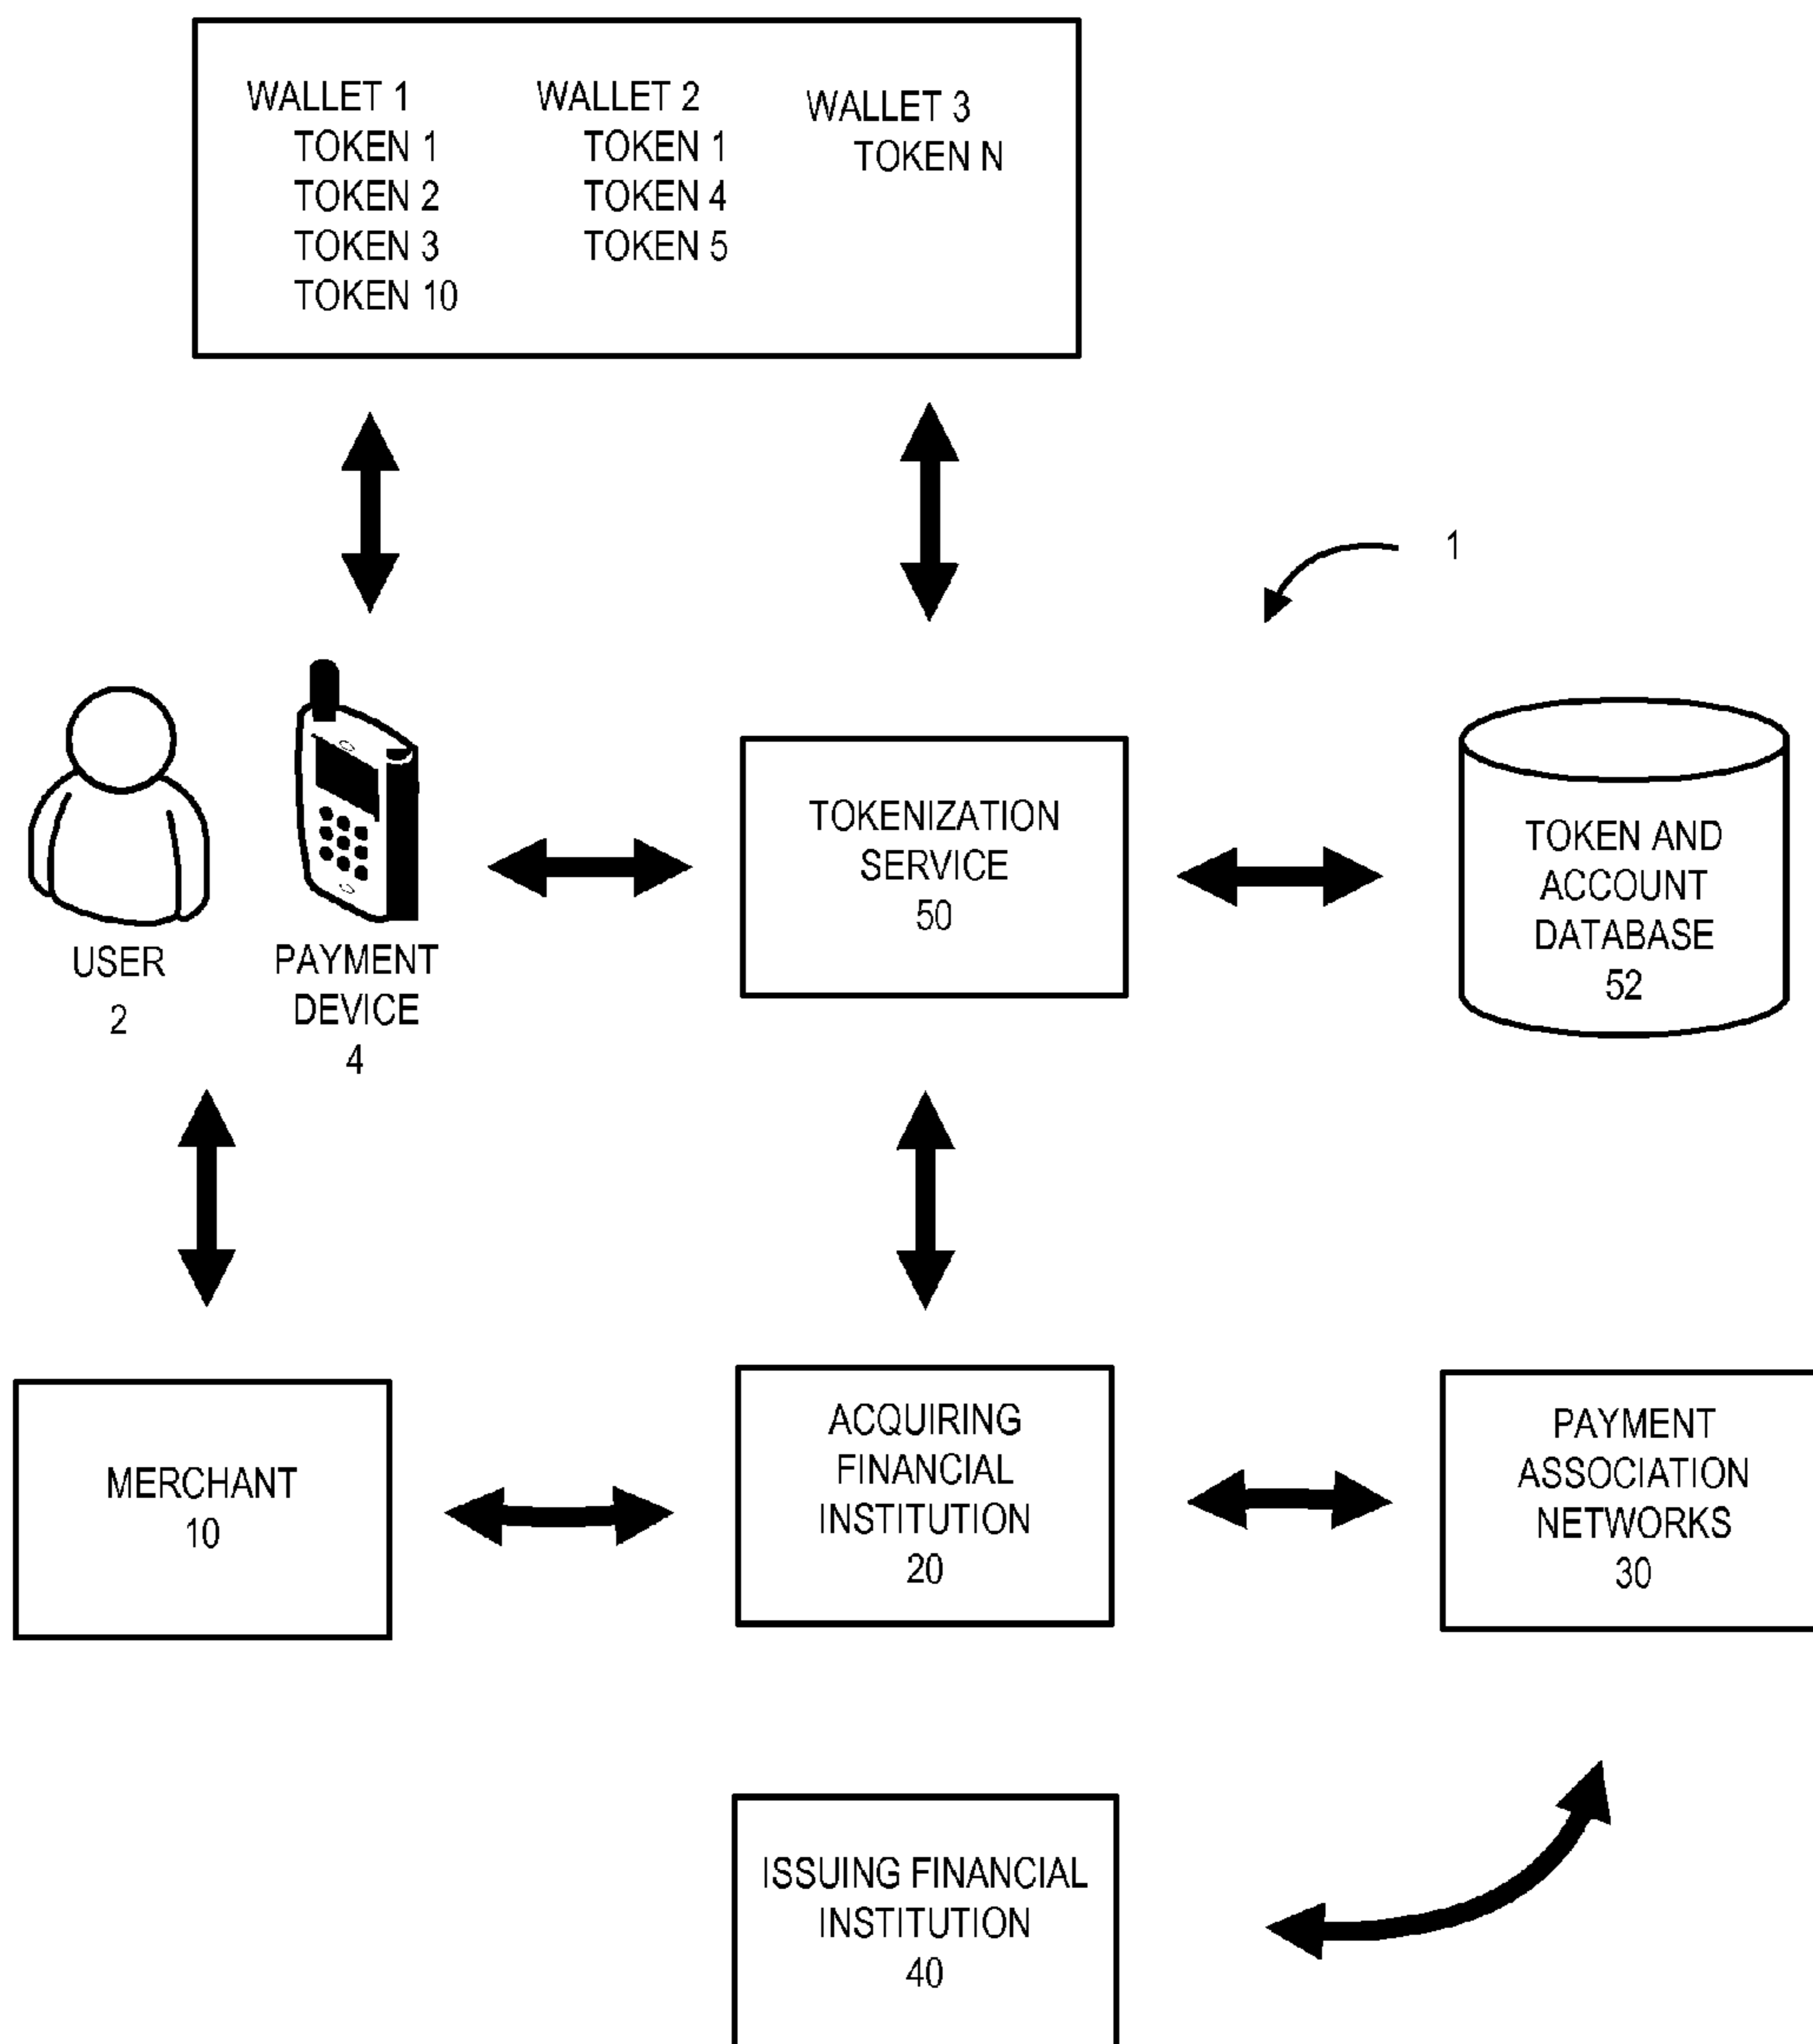 WALLET 1
TOKEN 1
TOKEN 2
TOKEN 3
TOKEN 10
WALLET 2
TOKEN 1
TOKEN 4
TOKEN 5
WALLET 3
TOKEN N
1
USER
2
PAYMENT
DEVICE
4
TOKENIZATION
SERVICE
50
TOKEN AND
ACCOUNT
DATABASE
52
MERCHANT
10
ACQUIRING
FINANCIAL
INSTITUTION
20
PAYMENT
ASSOCIATION
NETWORKS
30
ISSUING FINANCIAL
INSTITUTION
40